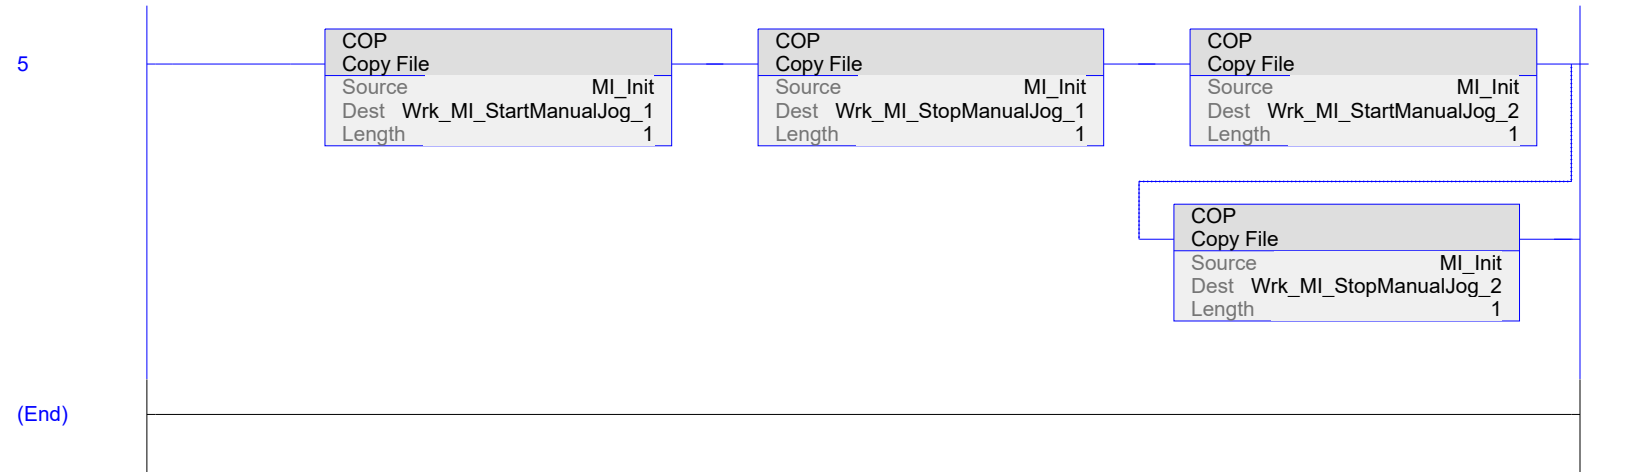 5
COP
Copy File
Source MI_Init
Dest Wrk_MI_StartManualJog_1
Length 1
COP
Copy File
Source MI_Init
Dest Wrk_MI_StopManualJog_1
Length 1
COP
Copy File
Source MI_Init
Dest Wrk_MI_StartManualJog_2
Length 1
COP
Copy File
Source MI_Init
Dest Wrk_MI_StopManualJog_2
Length 1
(End)